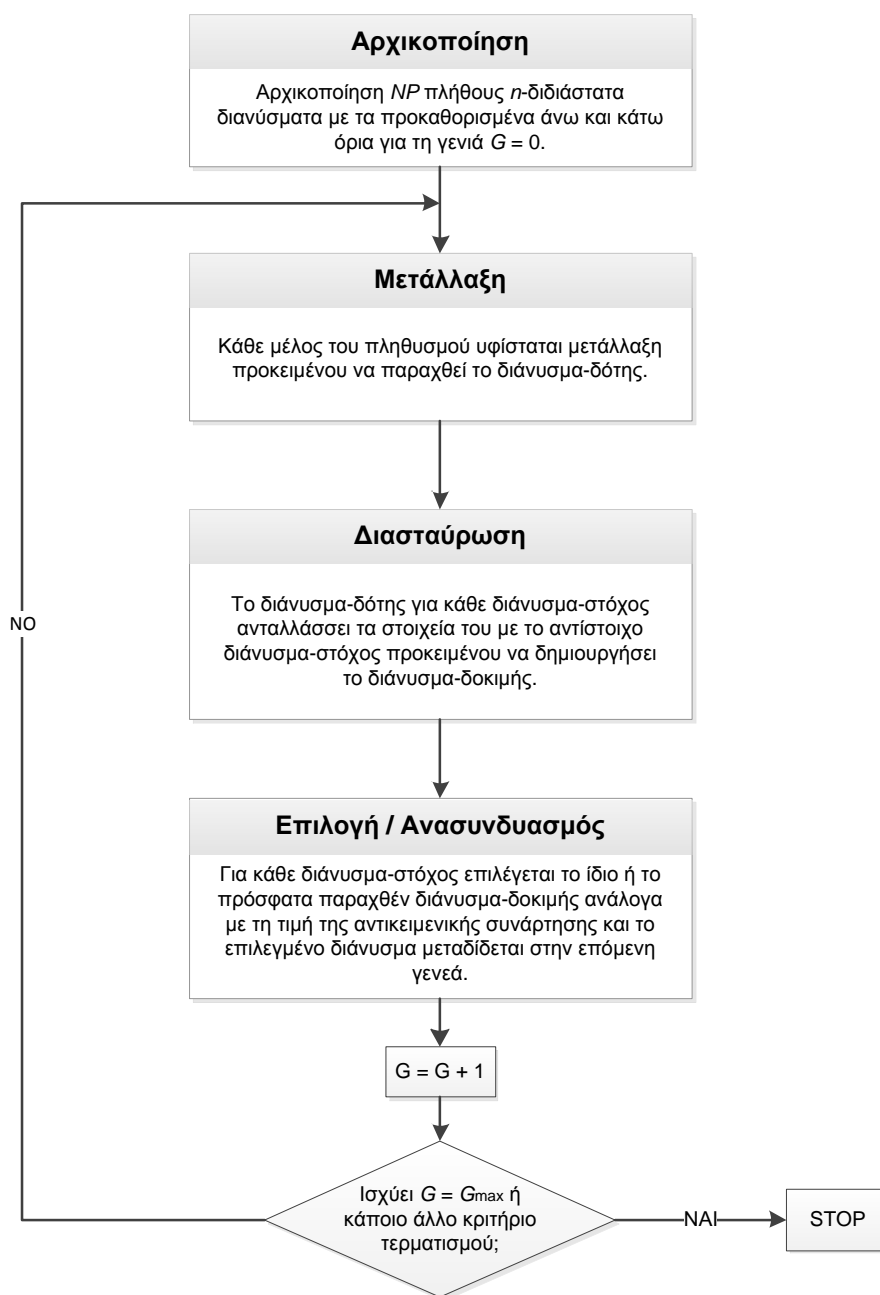 Αρχικοποίηση
Αρχικοποίηση NP πλήθους n-διδιάστατα
διανύσματα με τα προκαθορισμένα άνω και κάτω
όρια για τη γενιά G = 0.
Μετάλλαξη
Κάθε μέλος του πληθυσμού υφίσταται μετάλλαξη
προκειμένου να παραχθεί το διάνυσμα-δότης.
Διασταύρωση
Το διάνυσμα-δότης για κάθε διάνυσμα-στόχος
ανταλλάσσει τα στοιχεία του με το αντίστοιχο
διάνυσμα-στόχος προκειμένου να δημιουργήσει
το διάνυσμα-δοκιμής.
NO
Επιλογή / Ανασυνδυασμός
Για κάθε διάνυσμα-στόχος επιλέγεται το ίδιο ή το
πρόσφατα παραχθέν διάνυσμα-δοκιμής ανάλογα
με τη τιμή της αντικειμενικής συνάρτησης και το
επιλεγμένο διάνυσμα μεταδίδεται στην επόμενη
γενεά.
G = G + 1
Ισχύει G = Gmax ή
κάποιο άλλο κριτήριο
τερματισμού;
ΝΑΙ
STOP